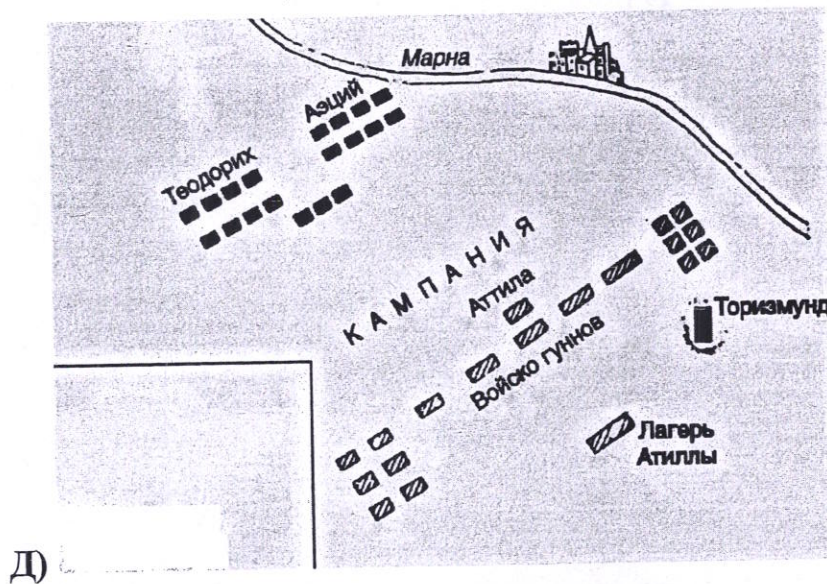 Марна
Аэций
Теодорих
КАМПАНИЯ
Аттила
Войско гуннов
Торизмунд
Лагерь
Атиллы
Д)